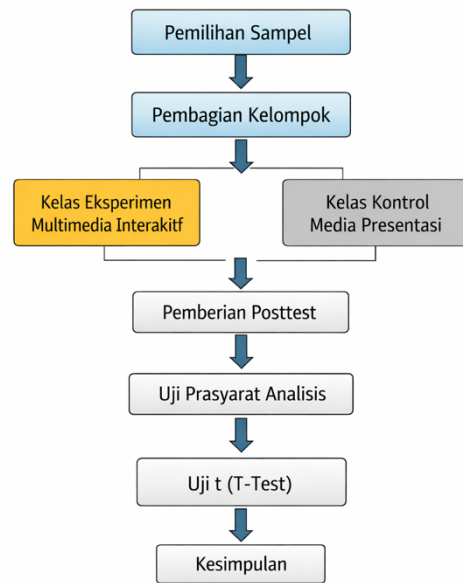 Pemilihan Sampel
Pembagian Kelompok
Kelas Eksperimen
Multimedia Interakitf
Kelas Kontrol
Media Presentasi
Pemberian Posttest
Uji Prasyarat Analisis
Uji t (T-Test)
Kesimpulan